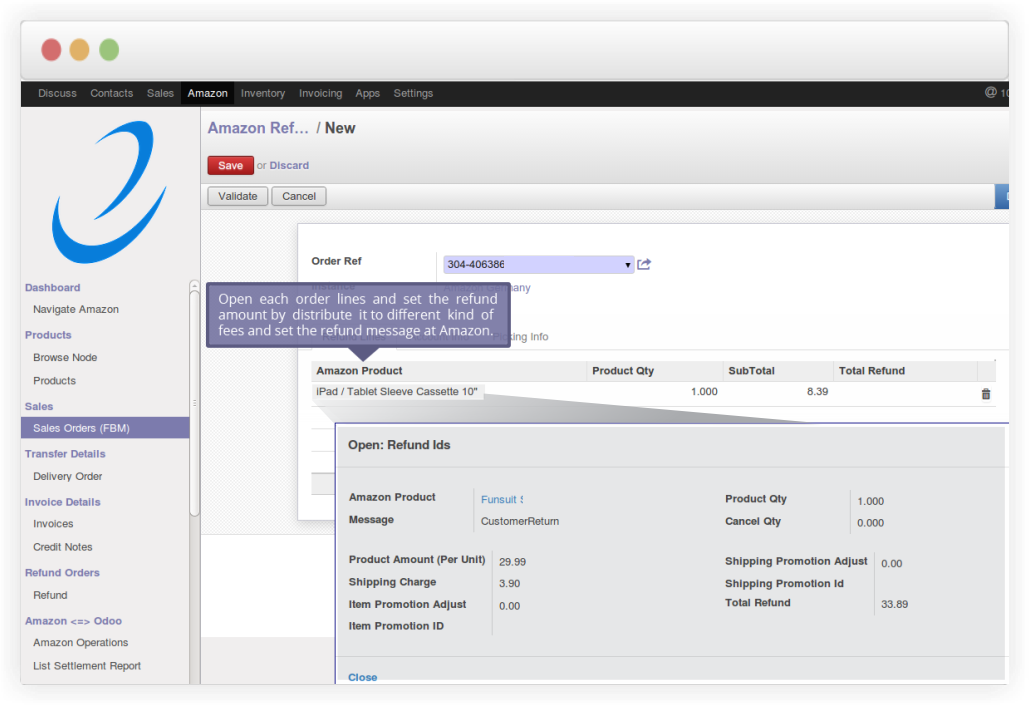 Discuss Contacts Sales Amazon Inventory Invoicing Apps Settings @ 10
Amazon Ref... / New
Save or Discard
Validate Cancel
Order Ref 304-406386
Open each order lines and set the refund
amount by distribute it to different kind of
fees and set the refund message at Amazon.
Amazon Product Product Qty SubTotal Total Refund
iPad / Tablet Sleeve Cassette 10" 1.000 8.39
Open: Refund Ids
Amazon Product Funsuit
Product Qty 1.000
Message CustomerReturn
Cancel Qty 0.000
Product Amount (Per Unit) 29.99
Shipping Promotion Adjust 0.00
Shipping Charge 3.90
Shipping Promotion Id
Item Promotion Adjust 0.00
Total Refund 33.89
Item Promotion ID
Close
Dashboard
Navigate Amazon
Products
Browse Node
Products
Sales
Sales Orders (FBM)
Transfer Details
Delivery Order
Invoice Details
Invoices
Credit Notes
Refund Orders
Refund
Amazon <=> Odoo
Amazon Operations
List Settlement Report